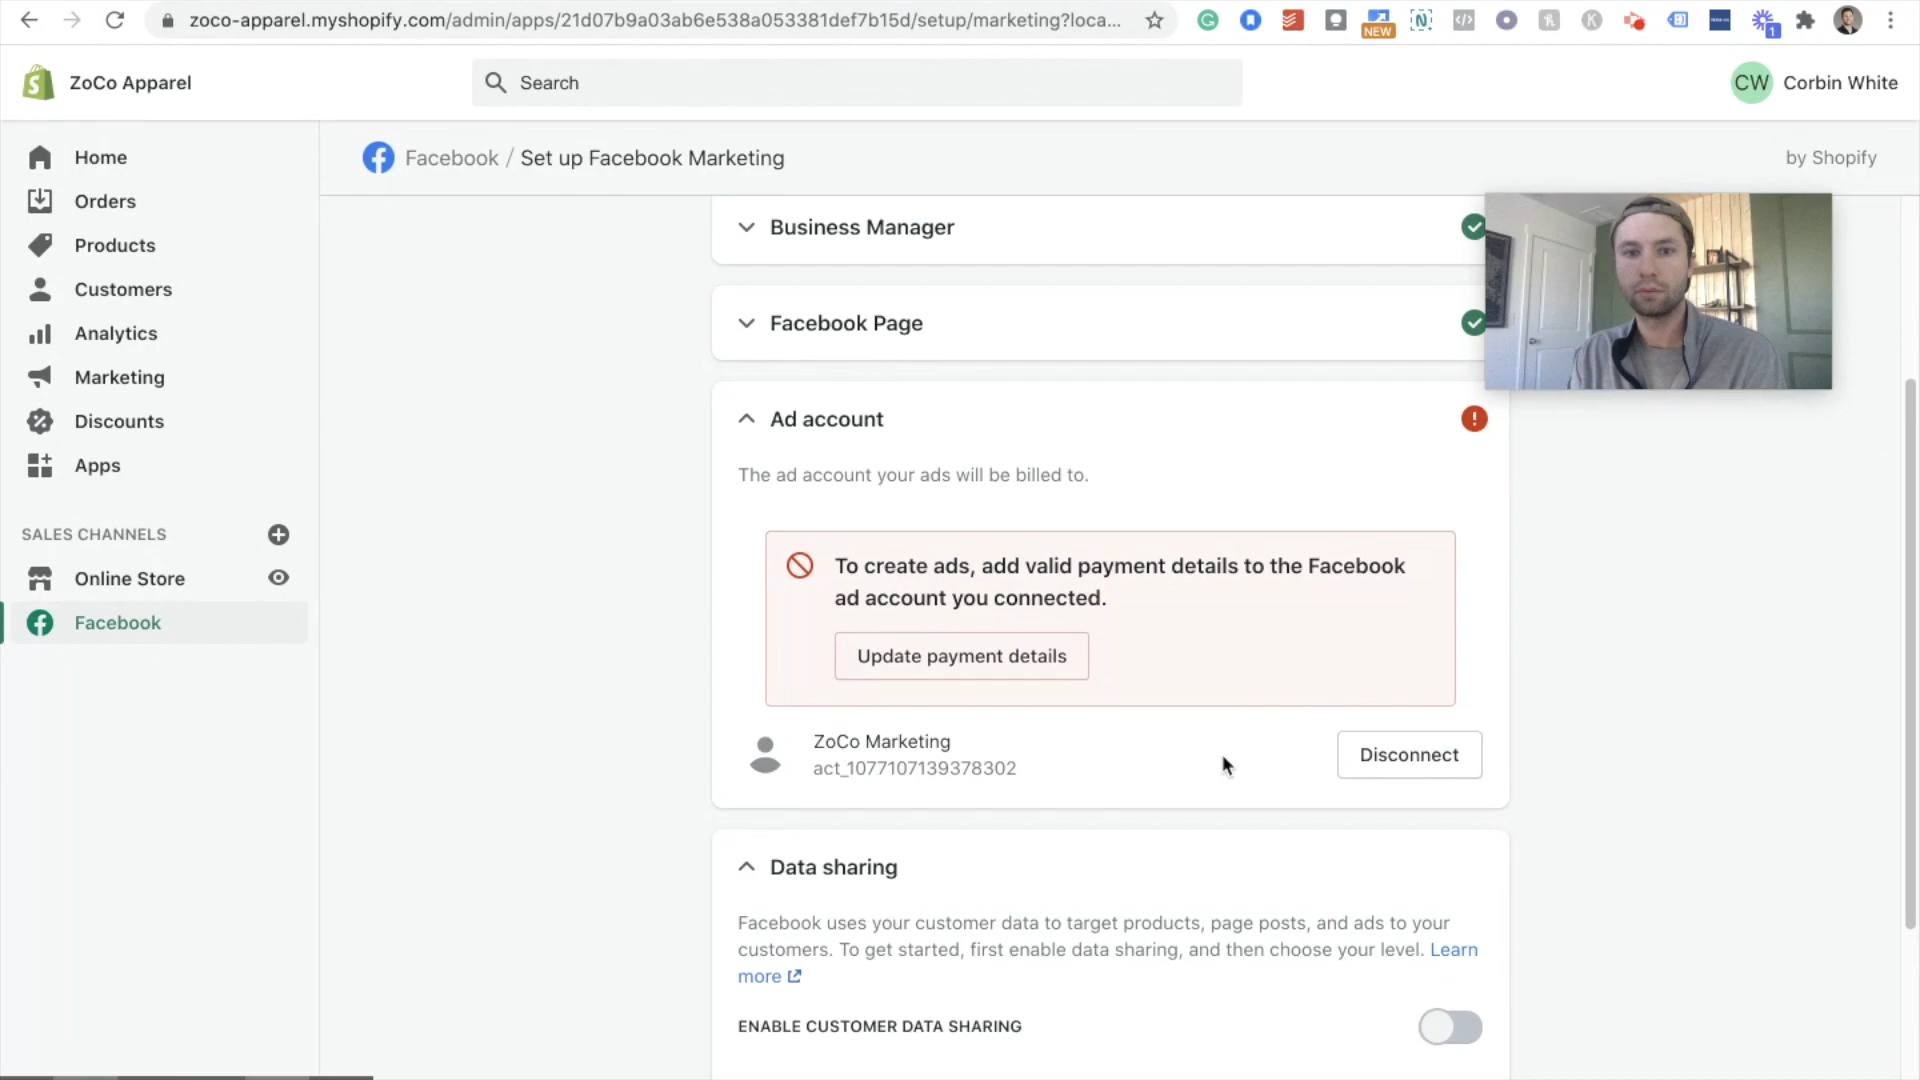 zoco-apparel.myshopify.com/admin/apps/21d07b9a03ab6e538a053381def7b15d/setup/marketing?loca...
NEW
1
ZoCo Apparel
Search
CW
Corbin White
Home
Orders
Products
Customers
Analytics
Marketing
Discounts
Apps
SALES CHANNELS
Online Store
Facebook
Facebook / Set up Facebook Marketing
by Shopify
Business Manager
Facebook Page
Ad account
The ad account your ads will be billed to.
To create ads, add valid payment details to the Facebook
ad account you connected.
Update payment details
ZoCo Marketing
act_1077107139378302
Disconnect
Data sharing
Facebook uses your customer data to target products, page posts, and ads to your
customers. To get started, first enable data sharing, and then choose your level. Learn
more
ENABLE CUSTOMER DATA SHARING